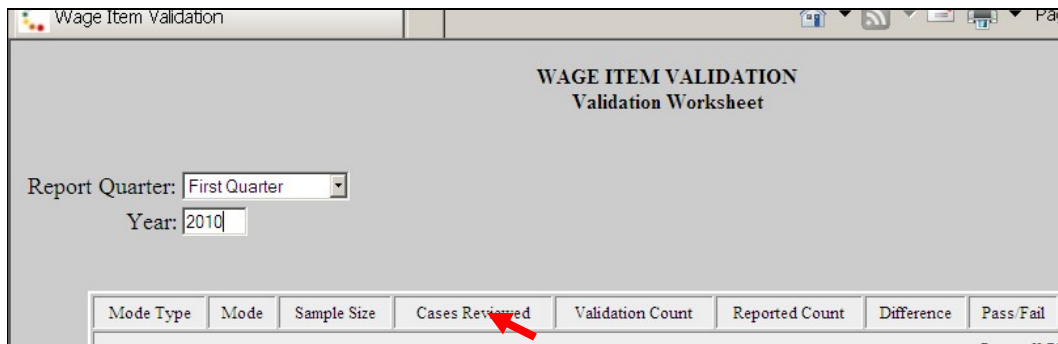 Wage Item Validation
WAGE ITEM VALIDATION
Validation Worksheet
Report Quarter: First Quarter
Year: 2010
Mode Type Mode Sample Size Cases Reviewed Validation Count Reported Count Difference Pass/Fail